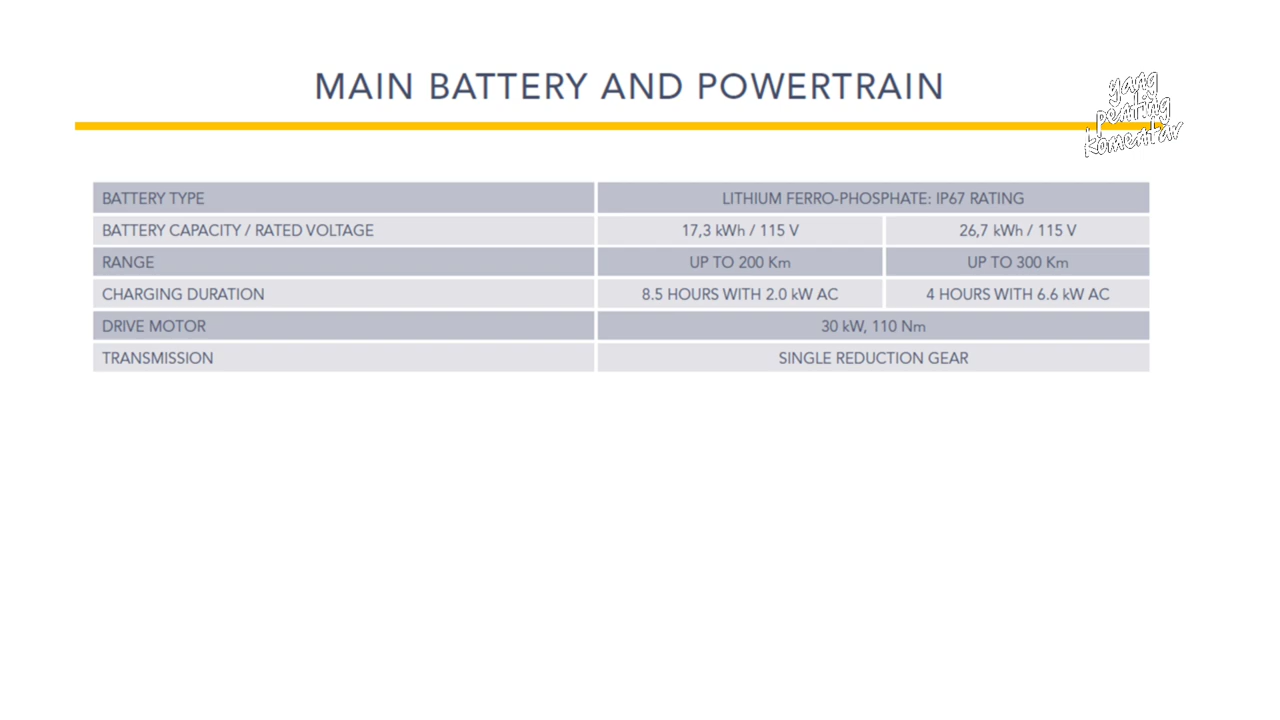 MAIN BATTERY AND POWERTRAIN
yang
penting
komentar
BATTERY TYPE LITHIUM FERRO-PHOSPHATE: IP67 RATING
BATTERY CAPACITY / RATED VOLTAGE 17,3 kWh / 115 V 26,7 kWh / 115 V
RANGE UP TO 200 Km UP TO 300 Km
CHARGING DURATION 8.5 HOURS WITH 2.0 kW AC 4 HOURS WITH 6.6 kW AC
DRIVE MOTOR 30 kW, 110 Nm
TRANSMISSION SINGLE REDUCTION GEAR